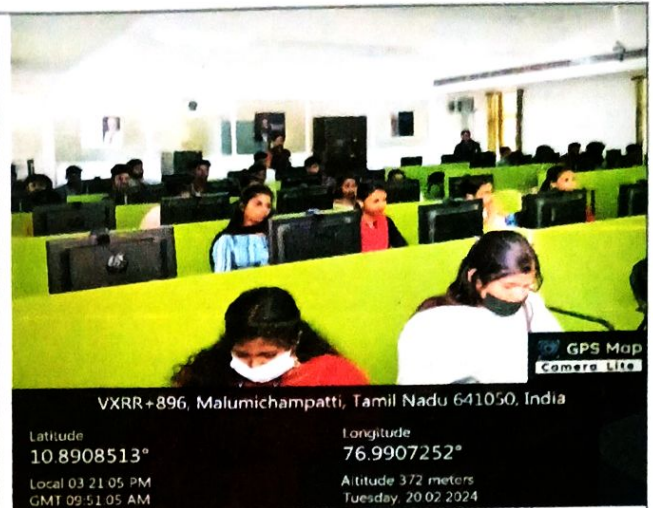 GPS Map
Camera Lite
VXRR+896, Malumichampatti, Tamil Nadu 641050, India
Latitude
10.8908513°
Longitude
76.9907252°
Local 03 21:05 PM
GMT 09:51:05 AM
Altitude 372 meters
Tuesday, 20.02.2024